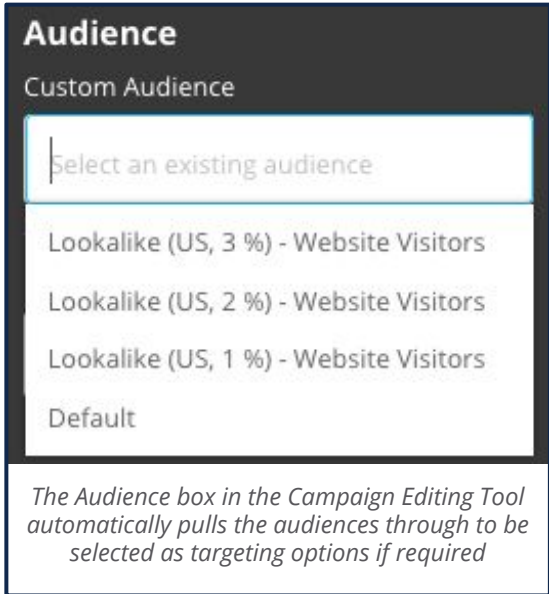 Audience
Custom Audience
Select an existing audience
Lookalike (US, 3 %) - Website Visitors
Lookalike (US, 2 %) - Website Visitors
Lookalike (US, 1 %) - Website Visitors
Default
The Audience box in the Campaign Editing Tool
automatically pulls the audiences through to be
selected as targeting options if required